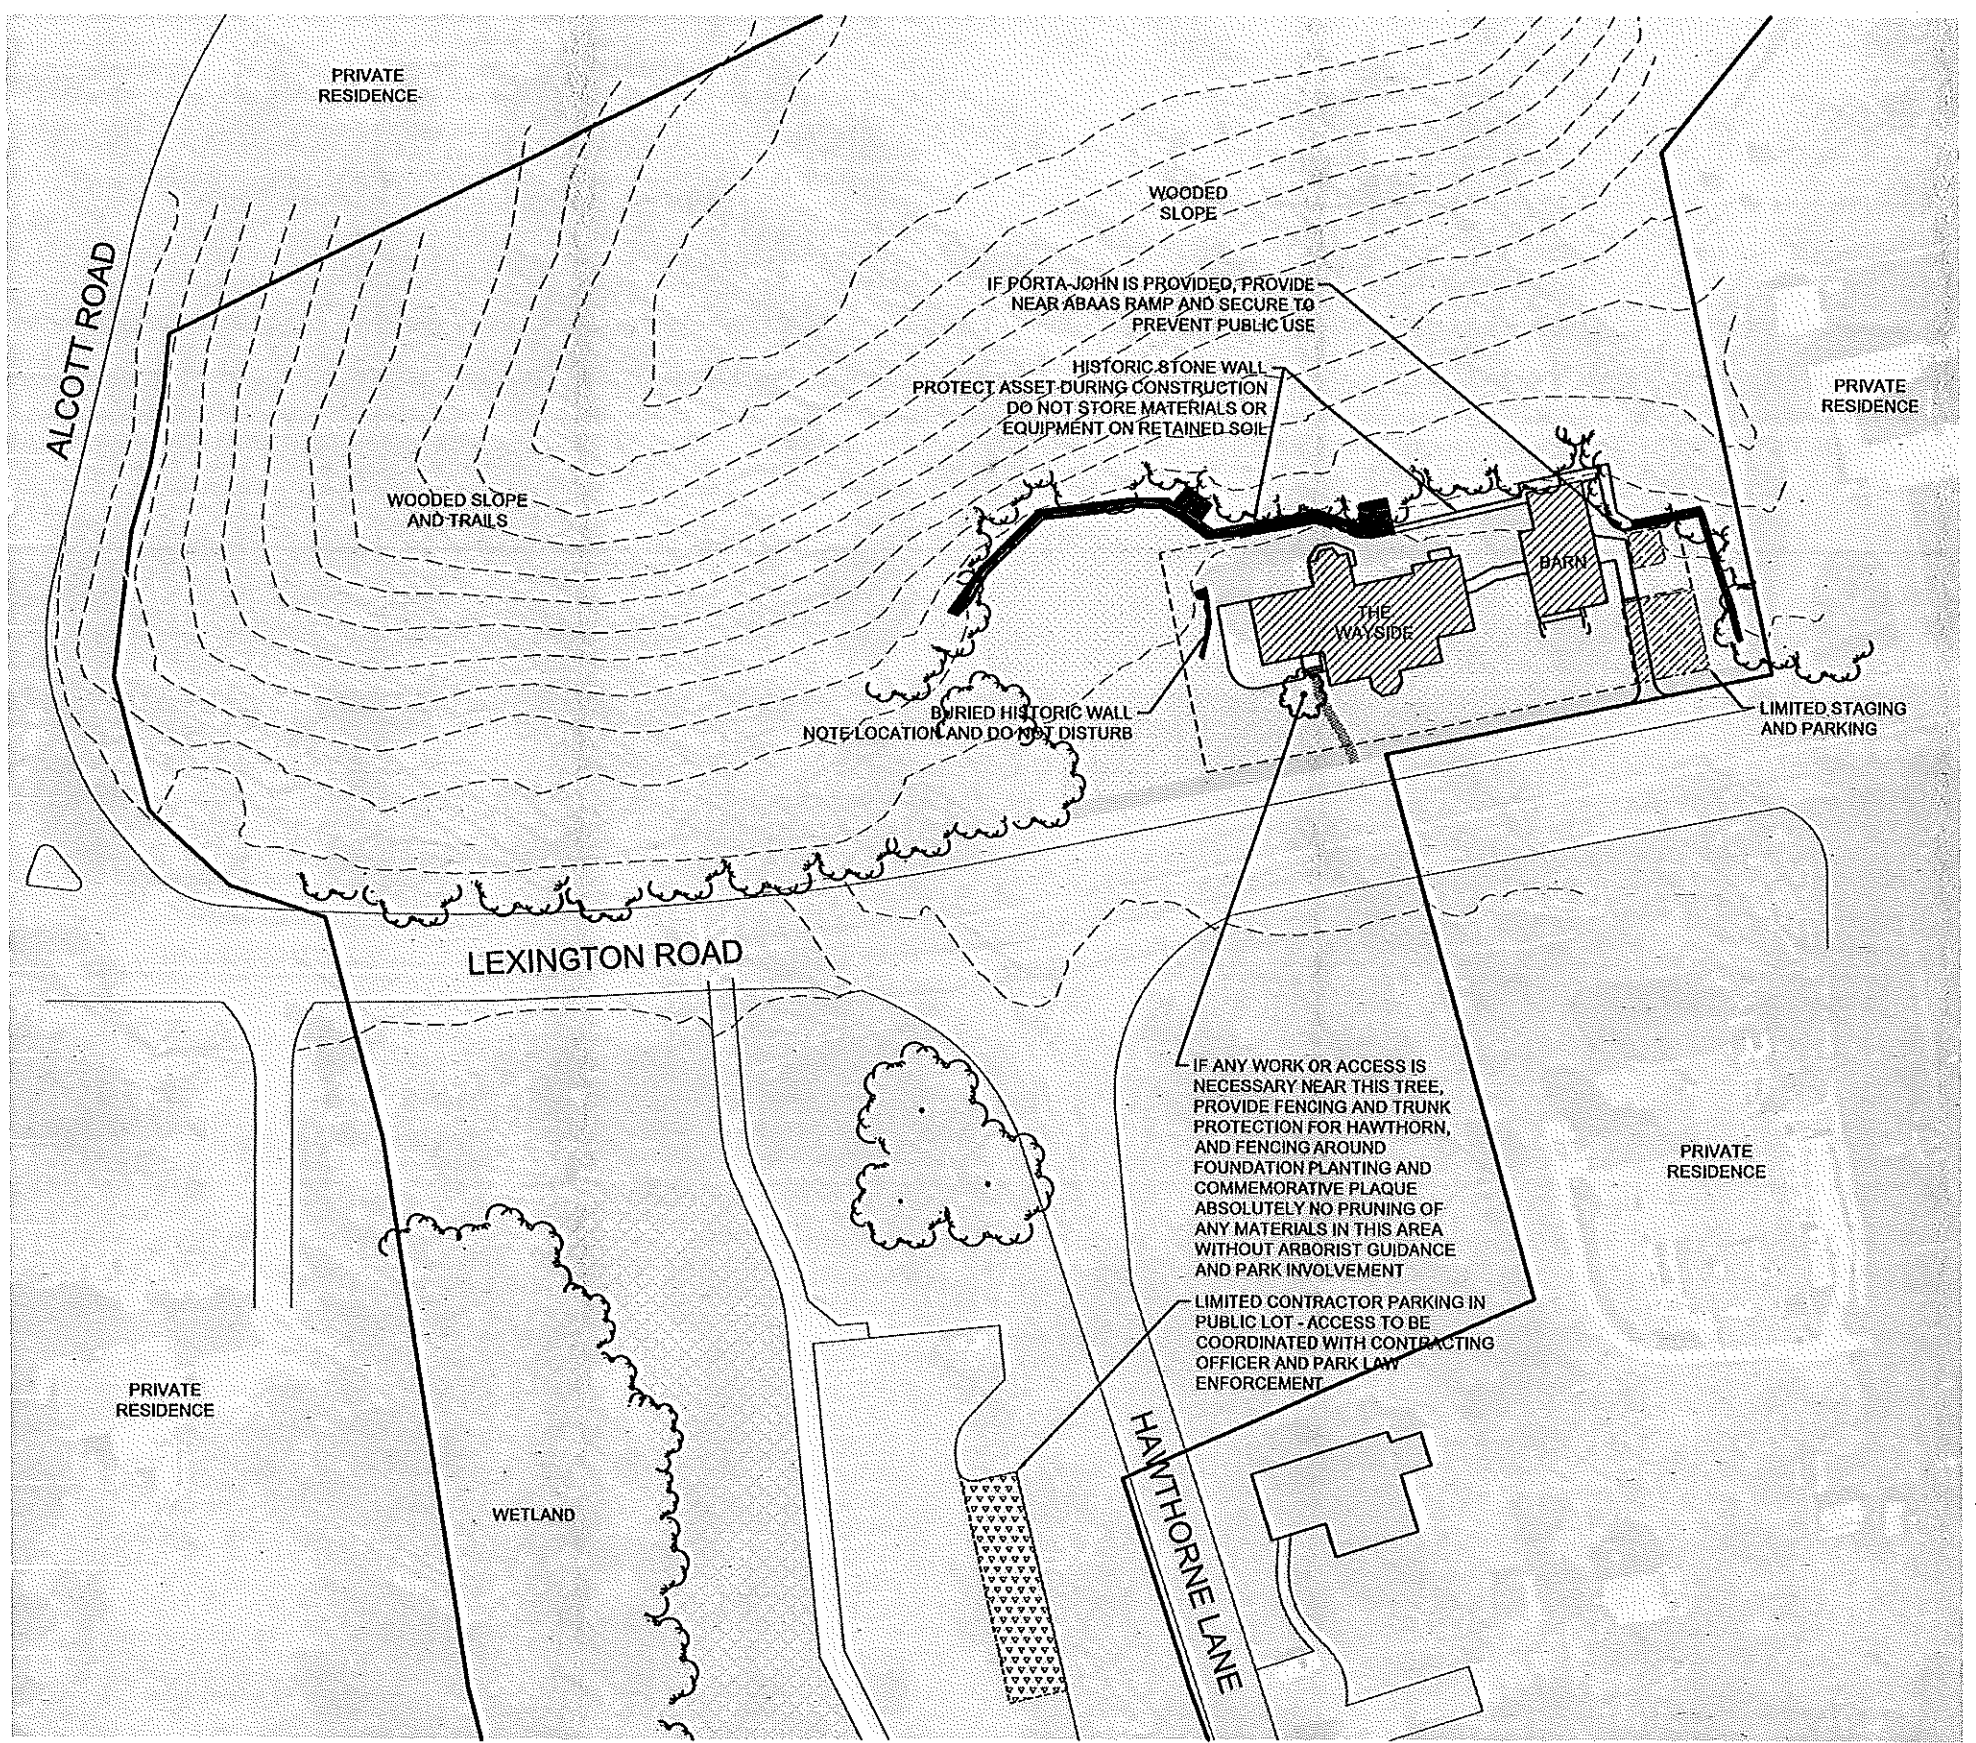 PRIVATE
RESIDENCE
ALCOTT ROAD
WOODED
SLOPE
IF PORTA-JOHN IS PROVIDED, PROVIDE
NEAR ABAAS RAMP AND SECURE TO
PREVENT PUBLIC USE
HISTORIC STONE WALL
PROTECT ASSET DURING CONSTRUCTION
DO NOT STORE MATERIALS OR
EQUIPMENT ON RETAINED SOIL
PRIVATE
RESIDENCE
WOODED SLOPE
AND TRAILS
BARN
THE
WAYSIDE
BURIED HISTORIC WALL
NOTE LOCATION AND DO NOT DISTURB
LIMITED STAGING
AND PARKING
LEXINGTON ROAD
IF ANY WORK OR ACCESS IS
NECESSARY NEAR THIS TREE,
PROVIDE FENCING AND TRUNK
PROTECTION FOR HAWTHORN,
AND FENCING AROUND
FOUNDATION PLANTING AND
COMMEMORATIVE PLAQUE
ABSOLUTELY NO PRUNING OF
ANY MATERIALS IN THIS AREA
WITHOUT ARBORIST GUIDANCE
AND PARK INVOLVEMENT
PRIVATE
RESIDENCE
LIMITED CONTRACTOR PARKING IN
PUBLIC LOT - ACCESS TO BE
COORDINATED WITH CONTRACTING
OFFICER AND PARK LAW
ENFORCEMENT
PRIVATE
RESIDENCE
HAWTHORNE LANE
WETLAND